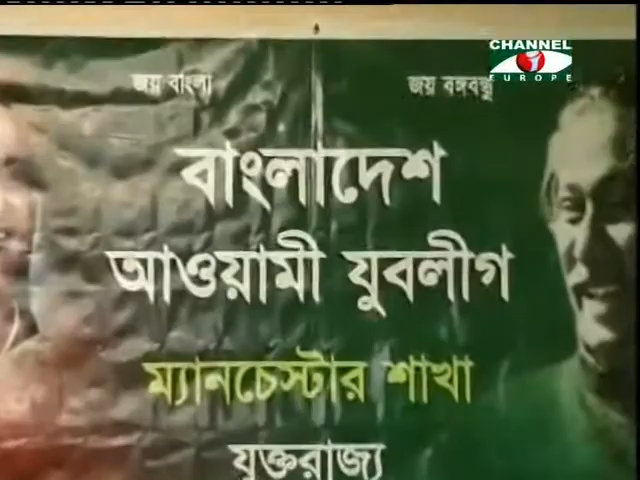 CHANNEL
i
EUROPE
জয় বাংলা
জয় বঙ্গবন্ধু
বাংলাদেশ
আওয়ামী যুবলীগ
ম্যানচেস্টার শাখা
যুক্তরাজ্য